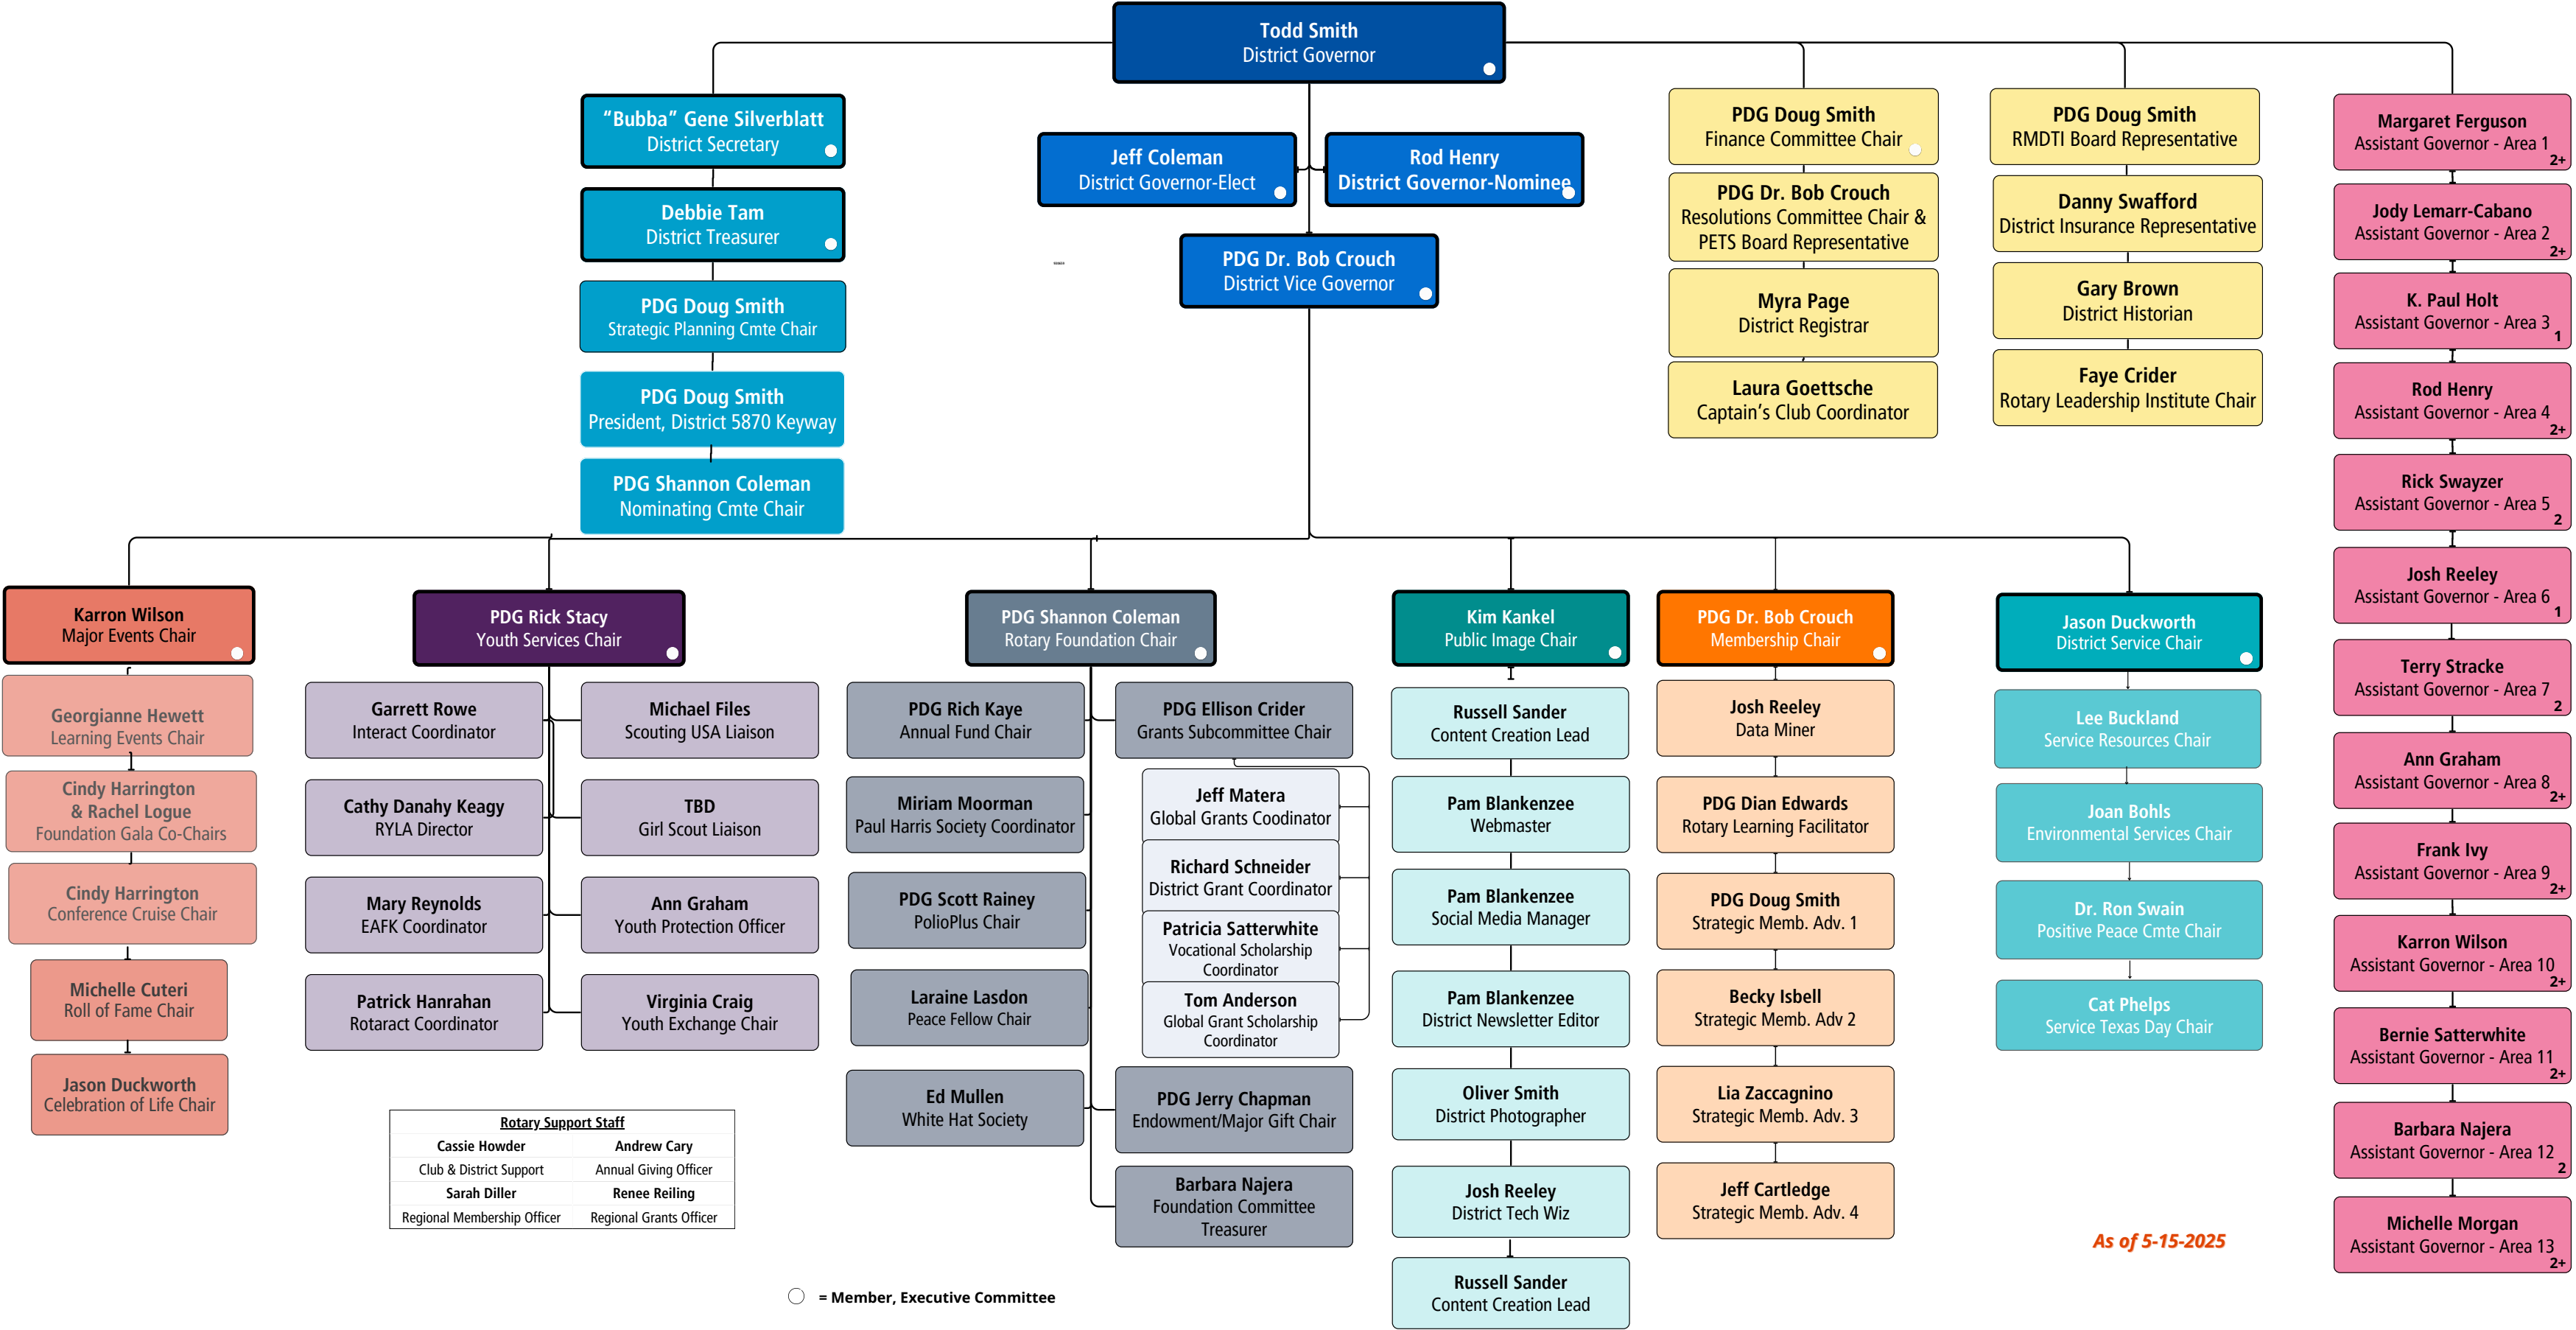 Todd Smith
District Governor
“Bubba” Gene Silverblatt
District Secretary
Debbie Tam
District Treasurer
PDG Doug Smith
Strategic Planning Cmte Chair
PDG Doug Smith
President, District 5870 Keyway
PDG Shannon Coleman
Nominating Cmte Chair
Jeff Coleman
District Governor-Elect
Rod Henry
District Governor-Nominee
PDG Dr. Bob Crouch
District Vice Governor
PDG Doug Smith
Finance Committee Chair
PDG Dr. Bob Crouch
Resolutions Committee Chair &
PETS Board Representative
Myra Page
District Registrar
Laura Goettsche
Captain’s Club Coordinator
PDG Doug Smith
RMDTI Board Representative
Danny Swafford
District Insurance Representative
Gary Brown
District Historian
Faye Crider
Rotary Leadership Institute Chair
Margaret Ferguson
Assistant Governor - Area 1
2+
Jody Lemarr-Cabano
Assistant Governor - Area 2
2+
K. Paul Holt
Assistant Governor - Area 3
1
Rod Henry
Assistant Governor - Area 4
2+
Rick Swayzer
Assistant Governor - Area 5
2
Josh Reeley
Assistant Governor - Area 6
1
Terry Stracke
Assistant Governor - Area 7
2
Ann Graham
Assistant Governor - Area 8
2+
Frank Ivy
Assistant Governor - Area 9
2+
Karron Wilson
Assistant Governor - Area 10
2+
Bernie Satterwhite
Assistant Governor - Area 11
2+
Barbara Najera
Assistant Governor - Area 12
2
Michelle Morgan
Assistant Governor - Area 13
2+
Karron Wilson
Major Events Chair
Georgianne Hewett
Learning Events Chair
Cindy Harrington
& Rachel Logue
Foundation Gala Co-Chairs
Cindy Harrington
Conference Cruise Chair
Michelle Cuteri
Roll of Fame Chair
Jason Duckworth
Celebration of Life Chair
PDG Rick Stacy
Youth Services Chair
Garrett Rowe
Interact Coordinator
Michael Files
Scouting USA Liaison
Cathy Danahy Keagy
RYLA Director
TBD
Girl Scout Liaison
Mary Reynolds
EAFK Coordinator
Ann Graham
Youth Protection Officer
Patrick Hanrahan
Rotaract Coordinator
Virginia Craig
Youth Exchange Chair
PDG Shannon Coleman
Rotary Foundation Chair
PDG Rich Kaye
Annual Fund Chair
Miriam Moorman
Paul Harris Society Coordinator
PDG Scott Rainey
PolioPlus Chair
Laraine Lasdon
Peace Fellow Chair
Ed Mullen
White Hat Society
PDG Ellison Crider
Grants Subcommittee Chair
Jeff Matera
Global Grants Coodinator
Richard Schneider
District Grant Coordinator
Patricia Satterwhite
Vocational Scholarship
Coordinator
Tom Anderson
Global Grant Scholarship
Coordinator
PDG Jerry Chapman
Endowment/Major Gift Chair
Barbara Najera
Foundation Committee
Treasurer
Kim Kankel
Public Image Chair
Russell Sander
Content Creation Lead
Pam Blankenzee
Webmaster
Pam Blankenzee
Social Media Manager
Pam Blankenzee
District Newsletter Editor
Oliver Smith
District Photographer
Josh Reeley
District Tech Wiz
Russell Sander
Content Creation Lead
PDG Dr. Bob Crouch
Membership Chair
Josh Reeley
Data Miner
PDG Dian Edwards
Rotary Learning Facilitator
PDG Doug Smith
Strategic Memb. Adv. 1
Becky Isbell
Strategic Memb. Adv 2
Lia Zaccagnino
Strategic Memb. Adv. 3
Jeff Cartledge
Strategic Memb. Adv. 4
Jason Duckworth
District Service Chair
Lee Buckland
Service Resources Chair
Joan Bohls
Environmental Services Chair
Dr. Ron Swain
Positive Peace Cmte Chair
Cat Phelps
Service Texas Day Chair
Rotary Support Staff
Cassie Howder Andrew Cary
Club & District Support Annual Giving Officer
Sarah Diller Renee Reiling
Regional Membership Officer Regional Grants Officer
As of 5-15-2025
= Member, Executive Committee